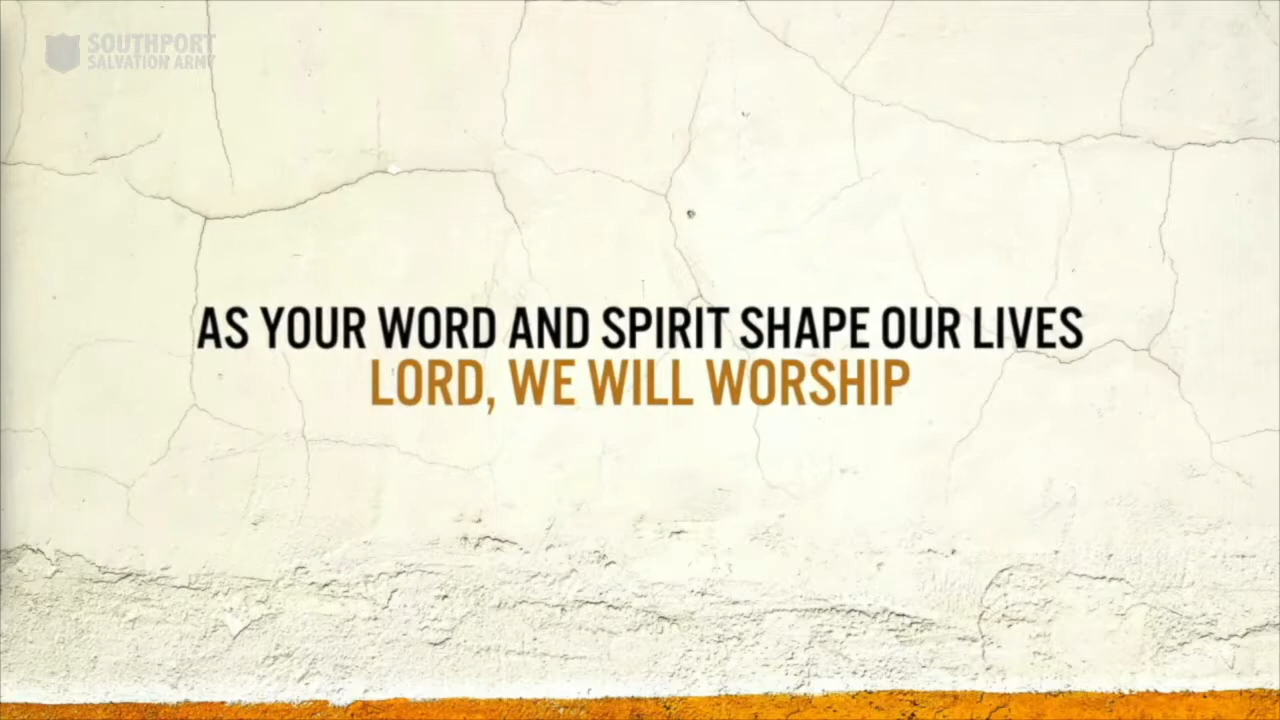 SOUTHPORT
SALVATION ARMY
AS YOUR WORD AND SPIRIT SHAPE OUR LIVES
LORD, WE WILL WORSHIP